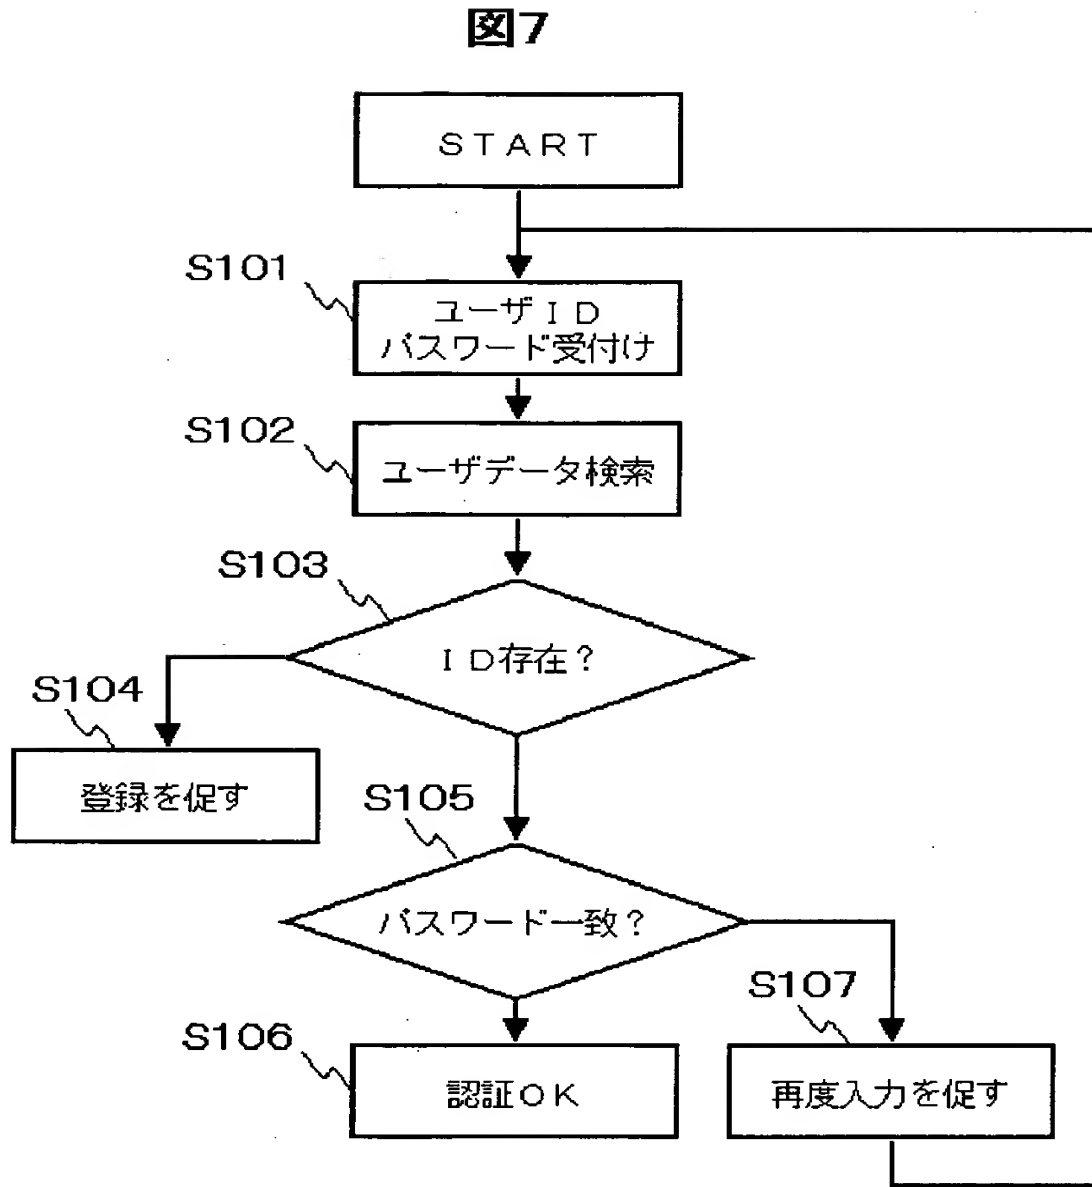 図7
ＳＴＡＲＴ
S101
ユーザＩＤ
パスワード受付け
S102
ユーザデータ検索
S103
ＩＤ存在？
S104
登録を促す
S105
パスワード一致？
S106
認証ＯＫ
S107
再度入力を促す